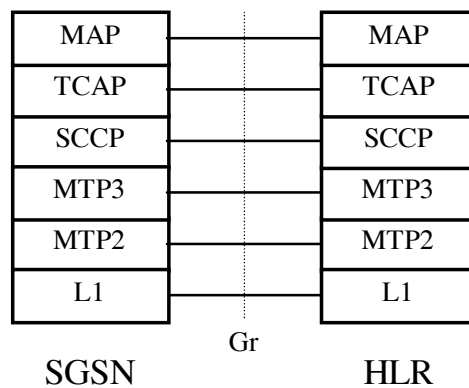 MAP MAP
TCAP TCAP
SCCP SCCP
MTP3 MTP3
MTP2 MTP2
L1 L1
Gr
SGSN HLR